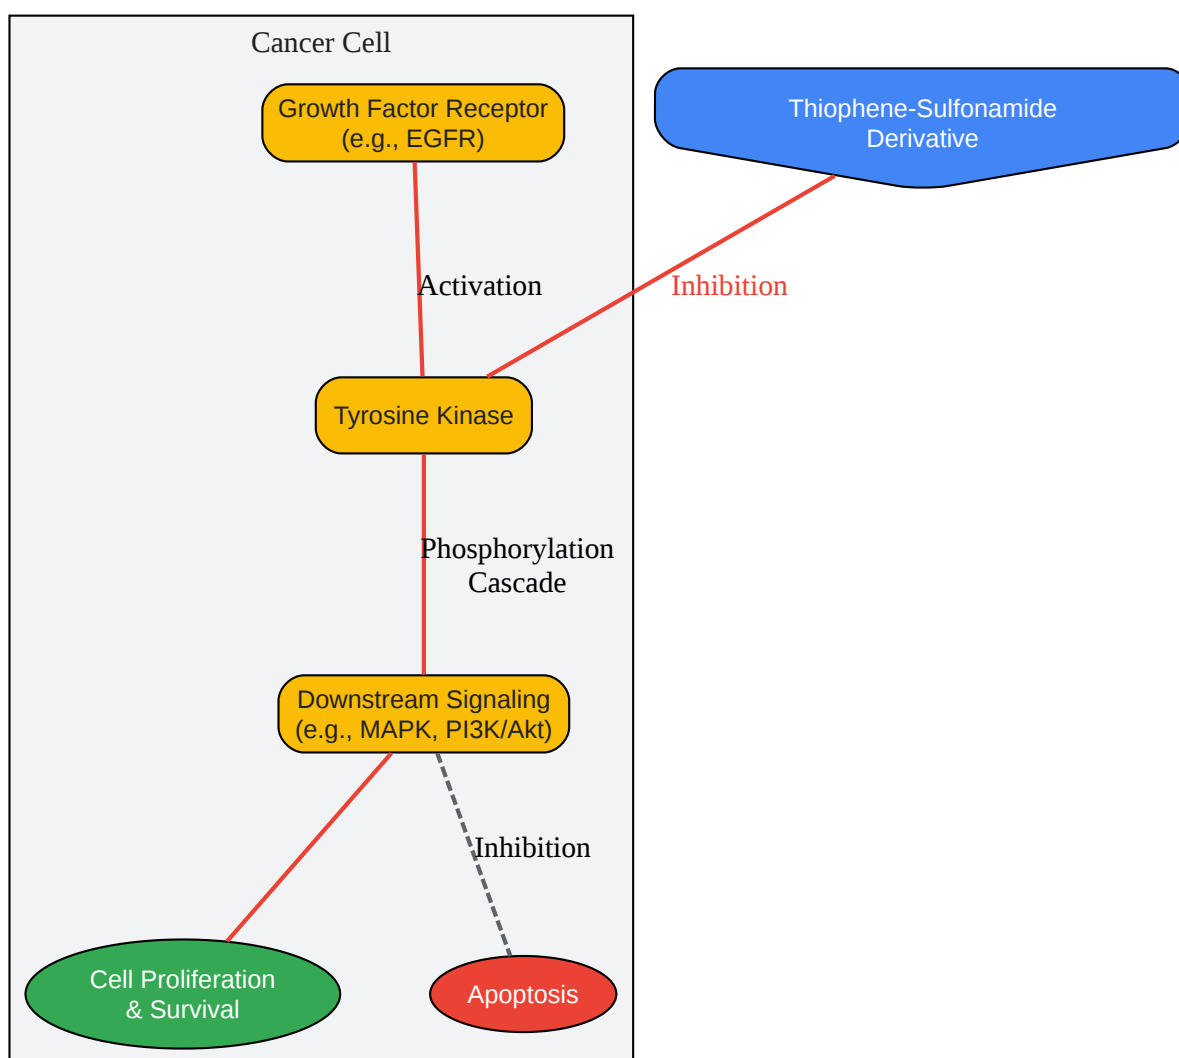 Cancer Cell
Growth Factor Receptor
(e.g., EGFR)
Thiophene-Sulfonamide
Derivative
Activation
Inhibition
Tyrosine Kinase
Phosphorylation
Cascade
Downstream Signaling
(e.g., MAPK, PI3K/Akt)
Inhibition
Cell Proliferation
& Survival
Apoptosis